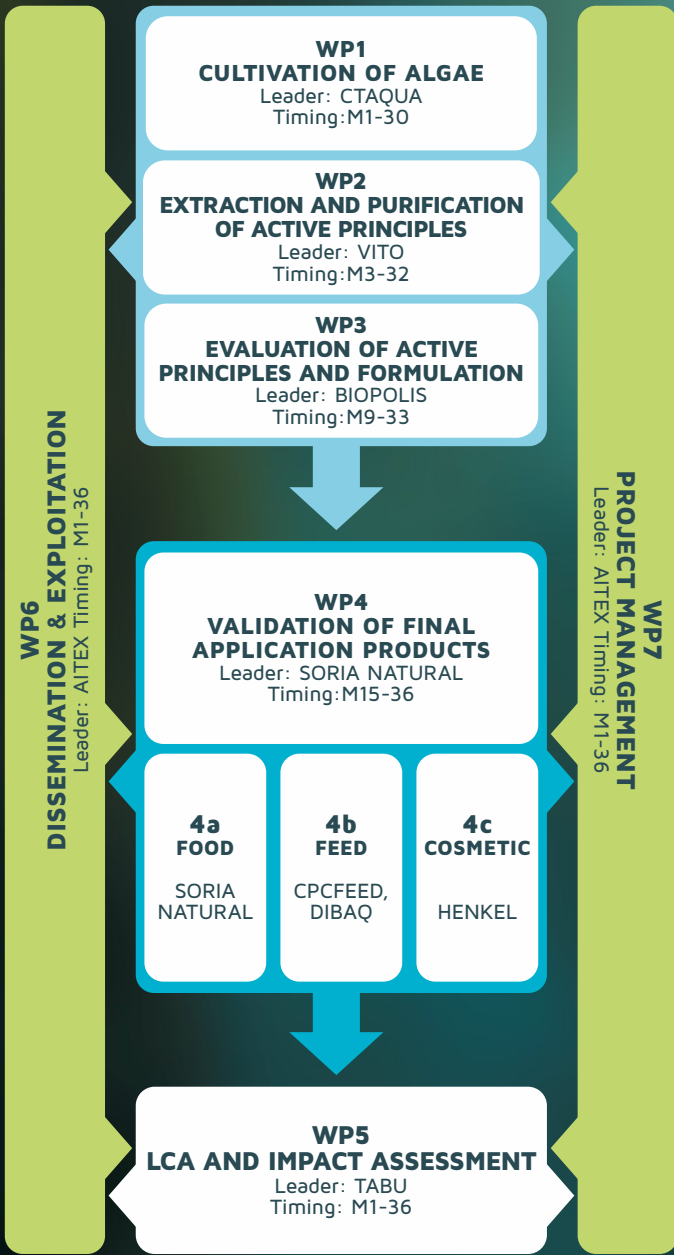 WP1
CULTIVATION OF ALGAE
Leader: CTAQUA
Timing:M1-30
WP2
EXTRACTION AND PURIFICATION
OF ACTIVE PRINCIPLES
Leader: VITO
Timing:M3-32
WP3
EVALUATION OF ACTIVE
PRINCIPLES AND FORMULATION
Leader: BIOPOLIS
Timing:M9-33
WP4
VALIDATION OF FINAL
APPLICATION PRODUCTS
Leader: SORIA NATURAL
Timing:M15-36
4a
FOOD
SORIA
NATURAL
4b
FEED
CPCFEED,
DIBAQ
4c
COSMETIC
HENKEL
WP5
LCA AND IMPACT ASSESSMENT
Leader: TABU
Timing: M1-36
WP6
DISSEMINATION & EXPLOITATION
Leader: AITEX Timing: M1-36
WP7
PROJECT MANAGEMENT
Leader: AITEX Timing: M1-36